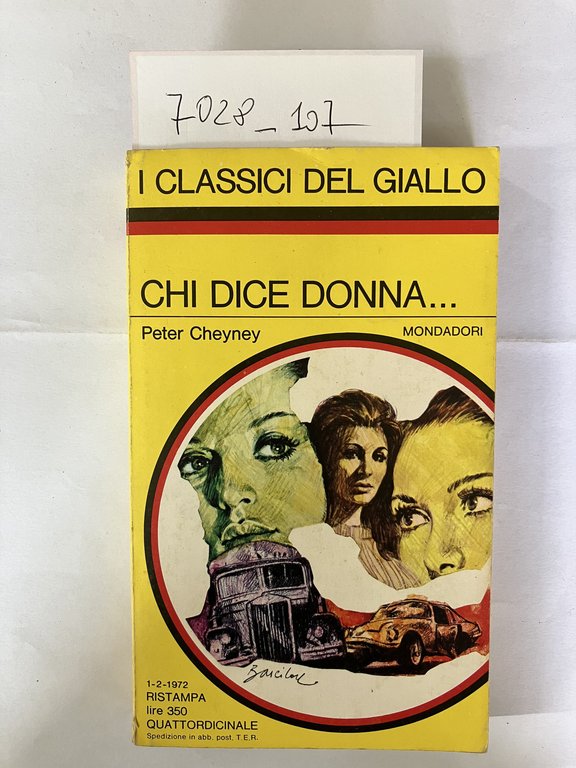 7028_107
I CLASSICI DEL GIALLO
CHI DICE DONNA...
Peter Cheyney
MONDADORI
1-2-1972
RISTAMPA
lire 350
QUATTORDICINALE
Spedizione in abb. post. T.E.R.